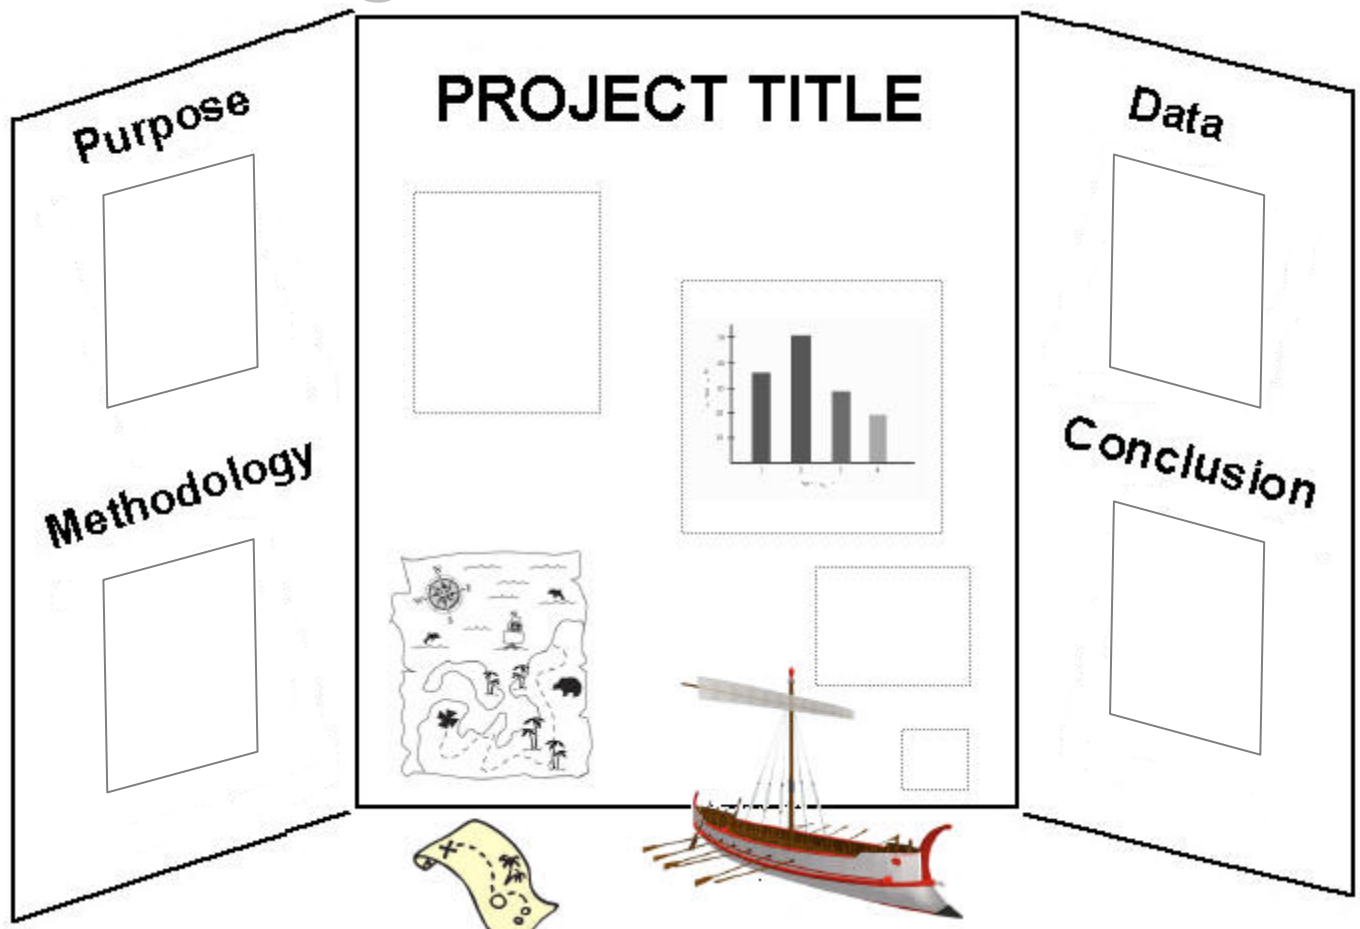 PROJECT TITLE
Purpose
Methodology
Data
Conclusion
N
S